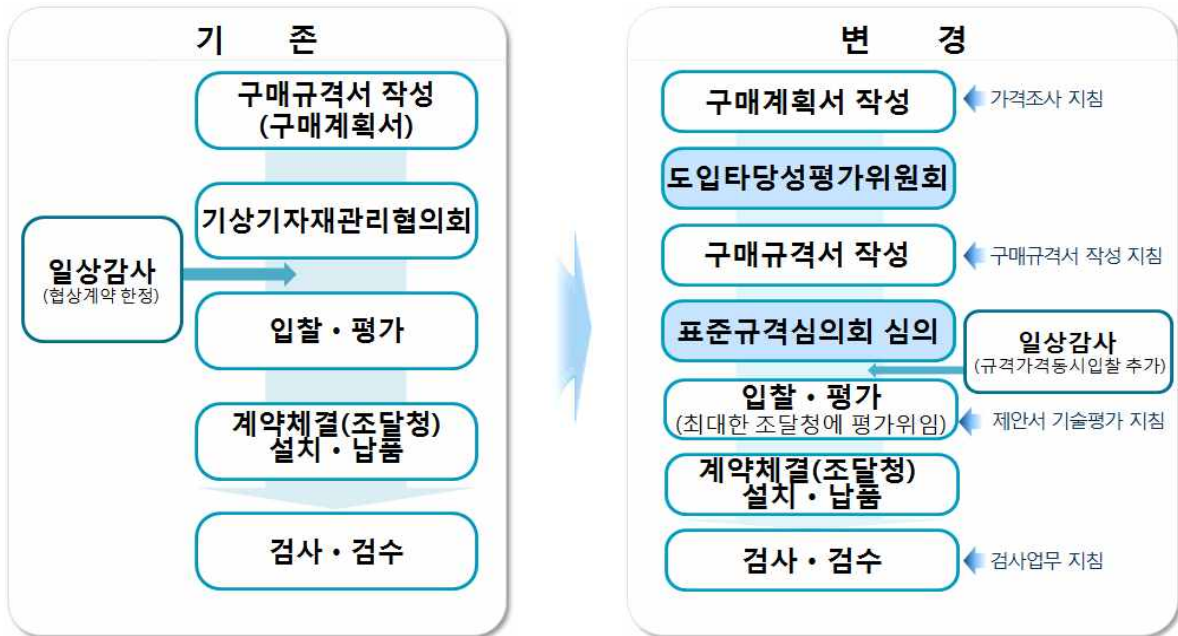 기 존
구매규격서 작성
(구매계획서)
기상기자재관리협의회
일상감사
(협상계약 한정)
입찰・평가
계약체결(조달청)
설치・납품
검사・검수
변 경
구매계획서 작성
가격조사 지침
도입타당성평가위원회
구매규격서 작성
구매규격서 작성 지침
표준규격심의회 심의
일상감사
(규격가격동시입찰 추가)
입찰・평가
(최대한 조달청에 평가위임)
제안서 기술평가 지침
계약체결(조달청)
설치・납품
검사・검수
검사업무 지침